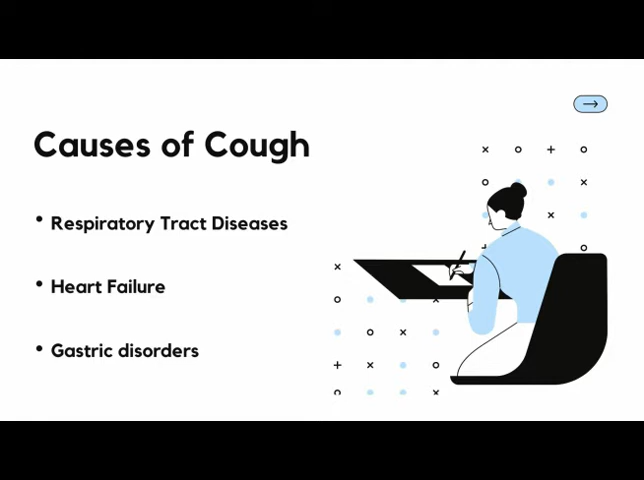 Causes of Cough
• Respiratory Tract Diseases
• Heart Failure
• Gastric disorders